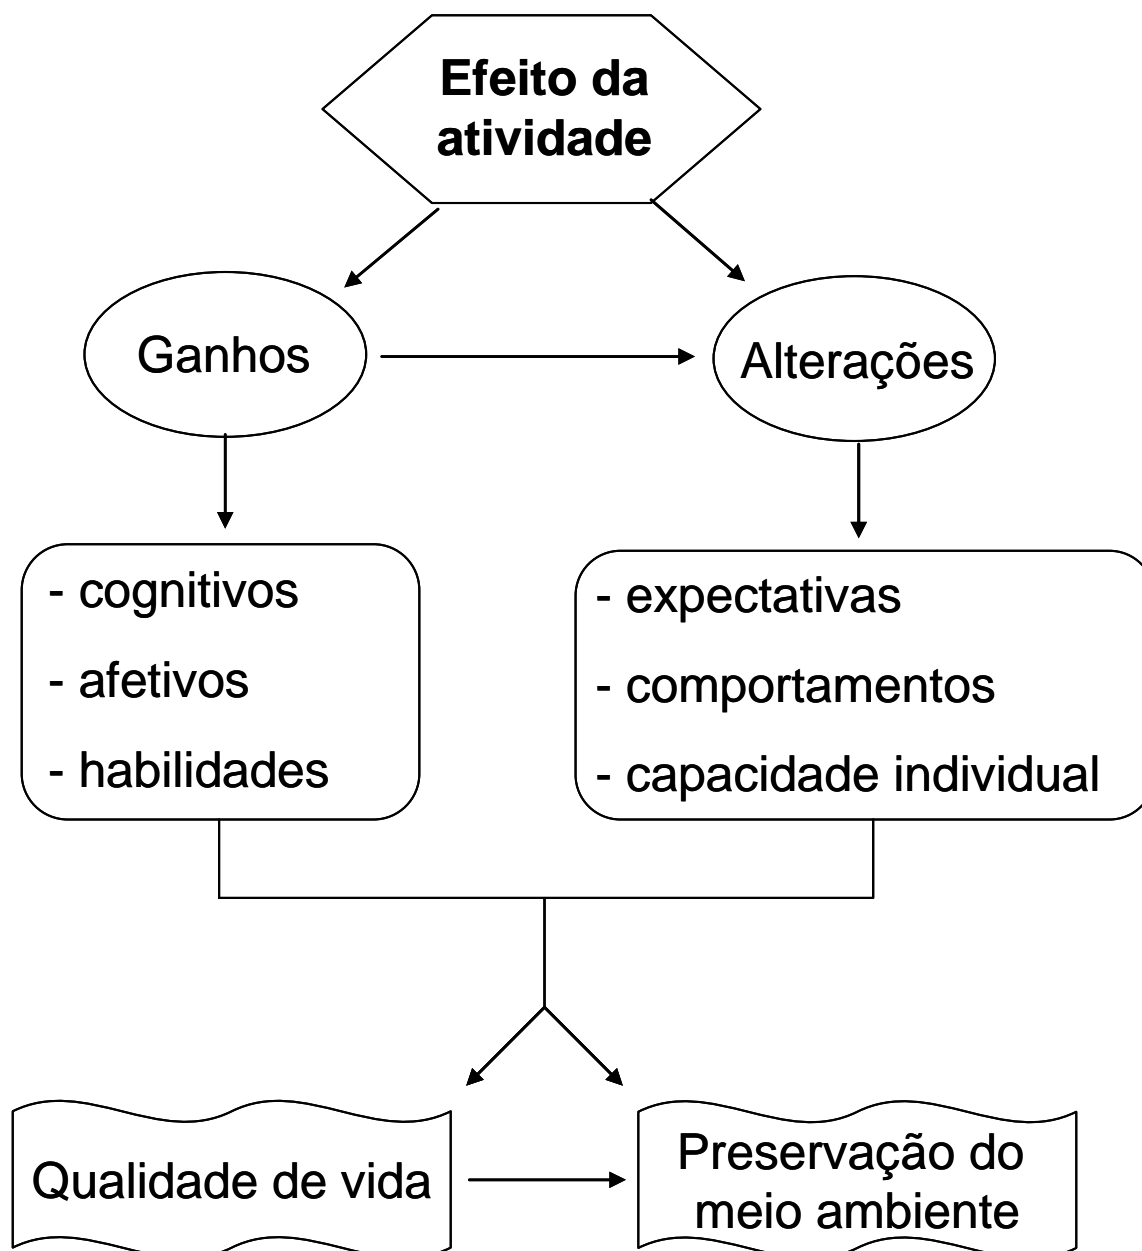 Efeito da
atividade
Ganhos
Alterações
- cognitivos
- afetivos
- habilidades
- expectativas
- comportamentos
- capacidade individual
Qualidade de vida
Preservação do
meio ambiente